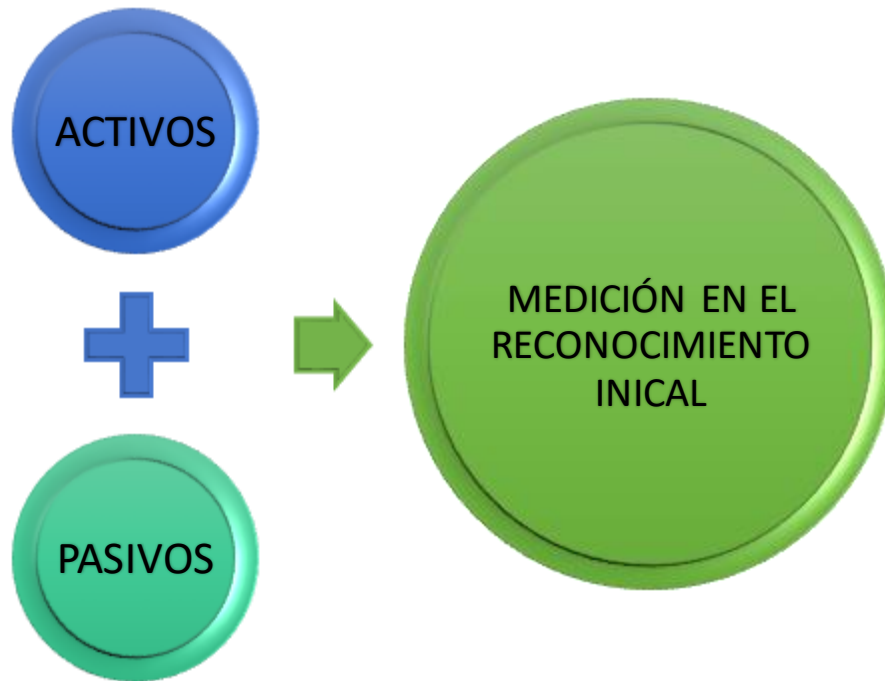 ACTIVOS
PASIVOS
MEDICIÓN EN EL
RECONOCIMIENTO
INICAL